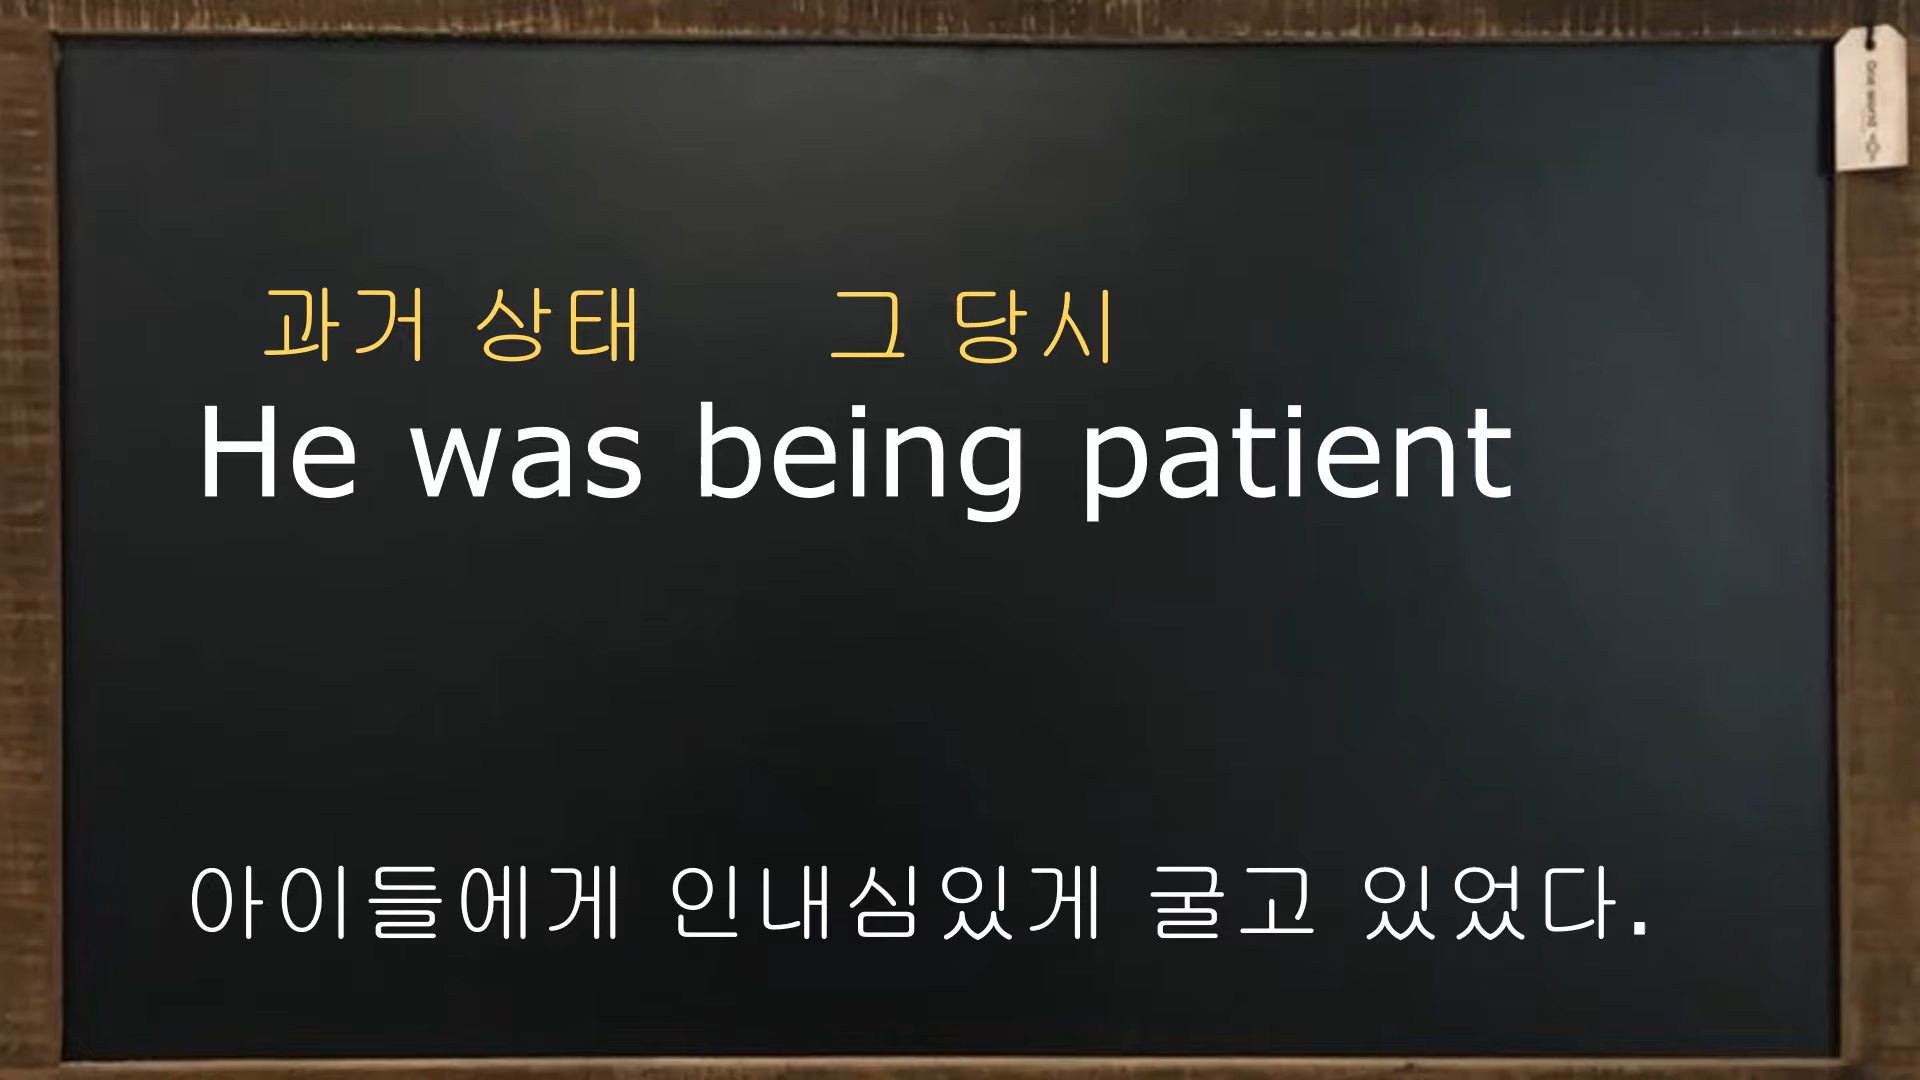 과거 상태 그 당시
He was being patient
아이들에게 인내심있게 굴고 있었다.